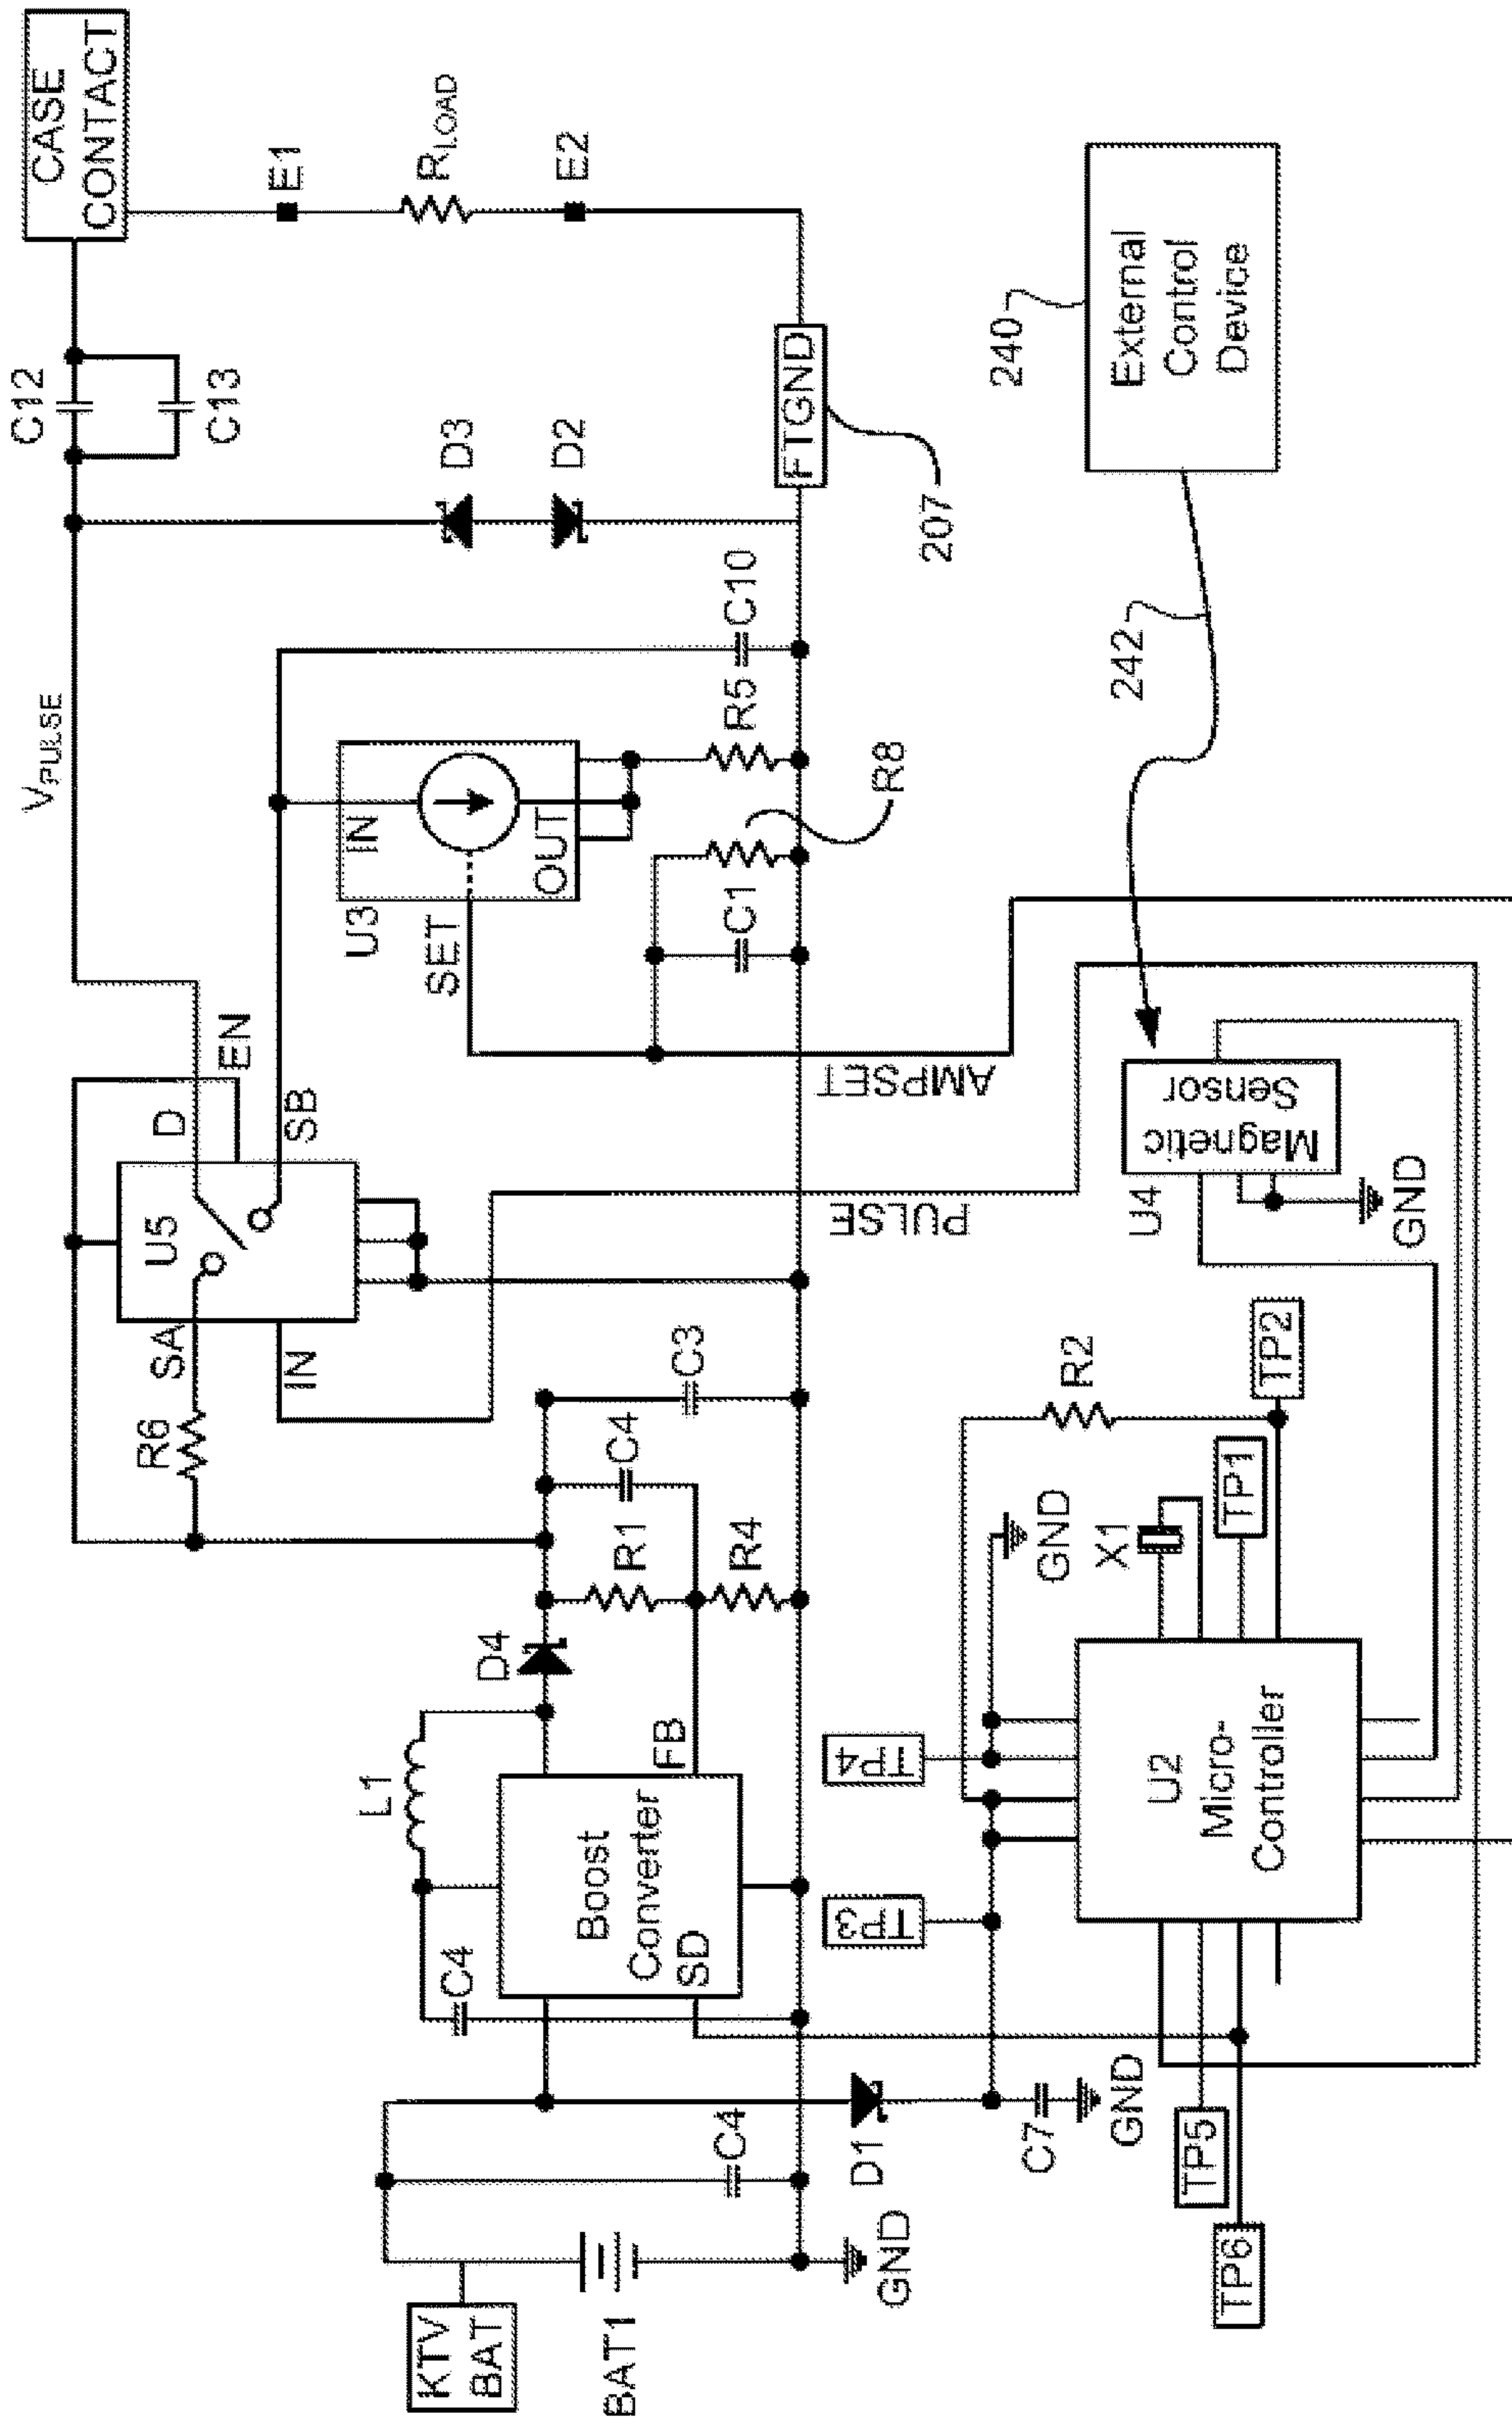 CASE
CONTACT
VPULSE
C12
C13
E1
RLOAD
E2
D3
D2
FTGND
207
C10
R5
R8
C1
U3
IN
OUT
SET
AMPSET
D
EN
SB
U5
SA
IN
R6
PULSE
C3
C4
R1
R4
D4
L1
FB
Boost
Converter
SD
C4
C4
KTV
BAT
BAT1
GND
D1
C7
GND
TP3
TP4
GND
R2
X1
TP1
TP2
U2
Micro-
Controller
TP5
TP6
U4
Magnetic
Sensor
GND
242
240
External
Control
Device